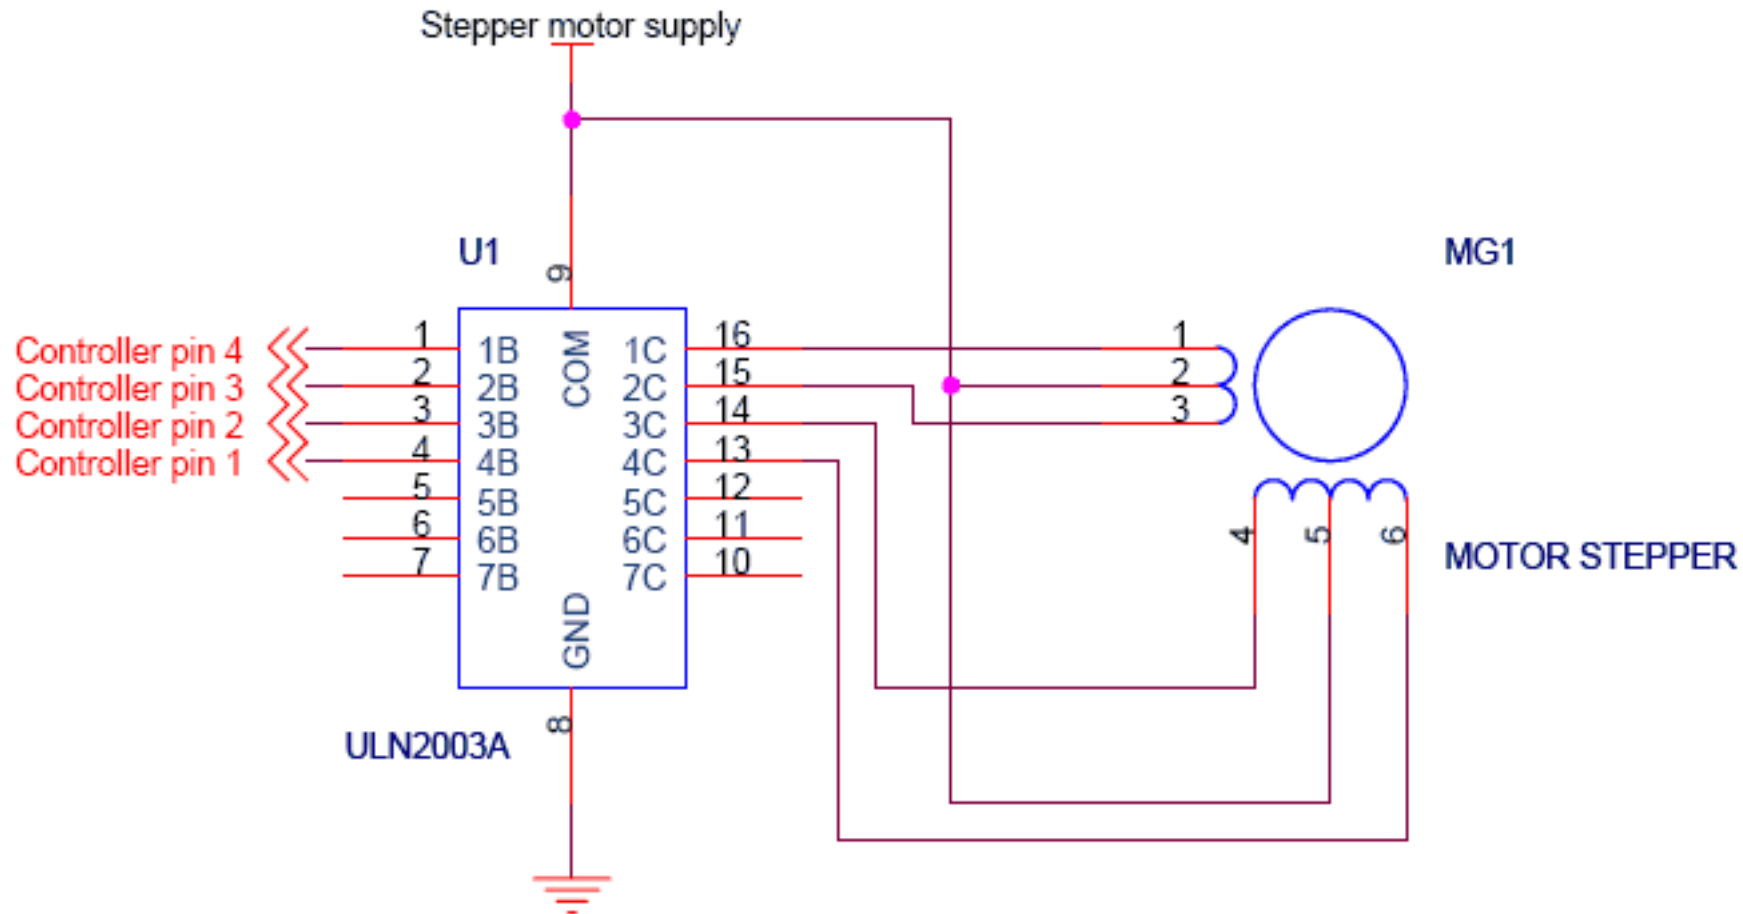 Stepper motor supply
U1
MG1
9
Controller pin 4
1
1B
COM
1C
16
1
Controller pin 3
2
2B
2C
15
2
Controller pin 2
3
3B
3C
14
3
Controller pin 1
4
4B
4C
13
5
5B
5C
12
6
6B
6C
11
7
7B
7C
10
GND
4
5
6
MOTOR STEPPER
8
ULN2003A